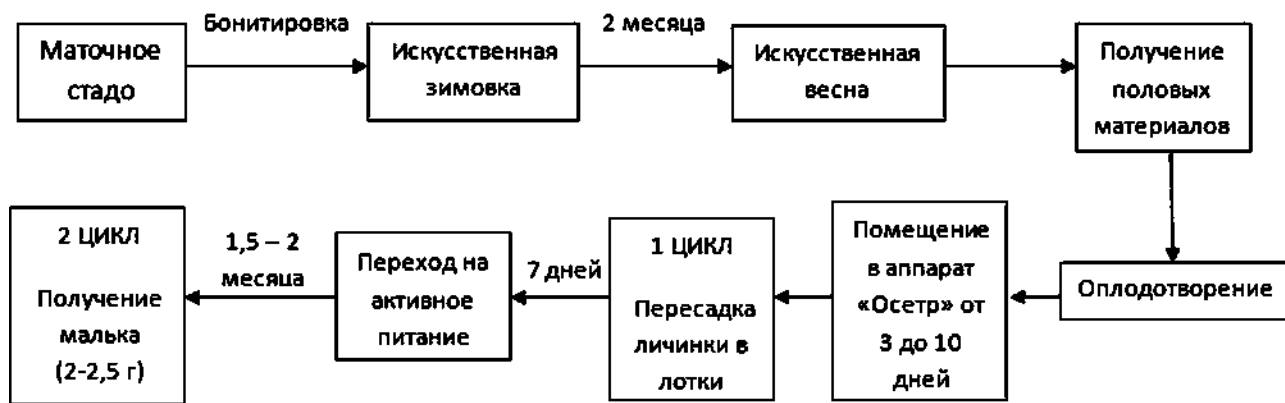 Маточное
стадо
Бонитировка
Искусственная
зимовка
2 месяца
Искусственная
весна
Получение
половых
материалов
Оплодотворение
Помещение
в аппарат
«Осетр» от
3 до 10
дней
1 ЦИКЛ
Пересадка
личинки в
лотки
7 дней
Переход на
активное
питание
1,5 – 2
месяца
2 ЦИКЛ
Получение
малька
(2-2,5 г)